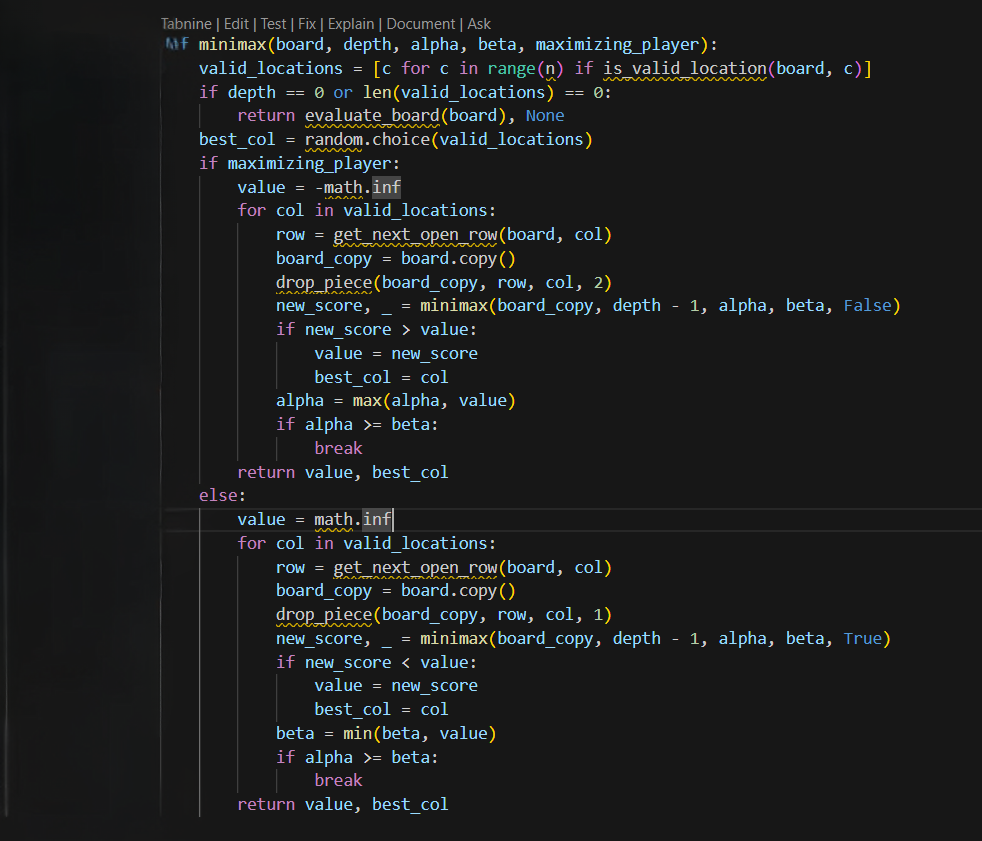 Tabnine | Edit | Test | Fix | Explain | Document | Ask
minimax(board, depth, alpha, beta, maximizing_player):
    valid_locations = [c for c in range(n) if is_valid_location(board, c)]
    if depth == 0 or len(valid_locations) == 0:
        return evaluate_board(board), None
    best_col = random.choice(valid_locations)
    if maximizing_player:
        value = -math.inf
        for col in valid_locations:
            row = get_next_open_row(board, col)
            board_copy = board.copy()
            drop_piece(board_copy, row, col, 2)
            new_score, _ = minimax(board_copy, depth - 1, alpha, beta, False)
            if new_score > value:
                value = new_score
                best_col = col
            alpha = max(alpha, value)
            if alpha >= beta:
                break
        return value, best_col
    else:
        value = math.inf
        for col in valid_locations:
            row = get_next_open_row(board, col)
            board_copy = board.copy()
            drop_piece(board_copy, row, col, 1)
            new_score, _ = minimax(board_copy, depth - 1, alpha, beta, True)
            if new_score < value:
                value = new_score
                best_col = col
            beta = min(beta, value)
            if alpha >= beta:
                break
        return value, best_col